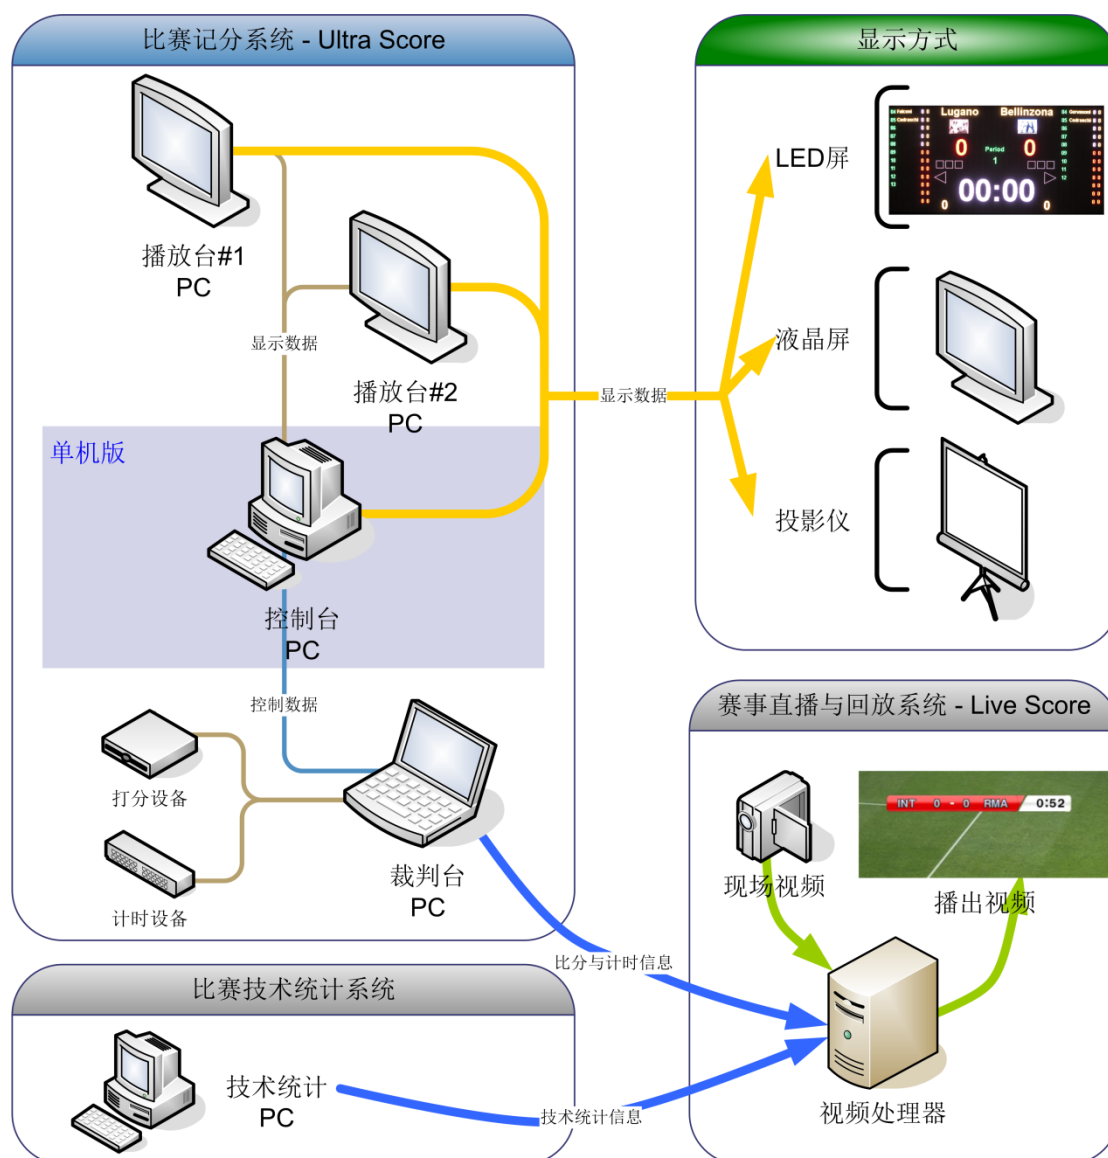 比赛记分系统 - Ultra Score
播放台#1
PC
显示数据
播放台#2
PC
单机版
控制台
PC
控制数据
打分设备
计时设备
裁判台
PC
显示数据
显示方式
LED屏
Lugano
Bellinzona
0
Period
0
1
00:00
0
0
液晶屏
投影仪
比分与计时信息
比赛技术统计系统
技术统计
PC
技术统计信息
赛事直播与回放系统 - Live Score
INT 0 - 0 RMA 0:52
现场视频
播出视频
视频处理器